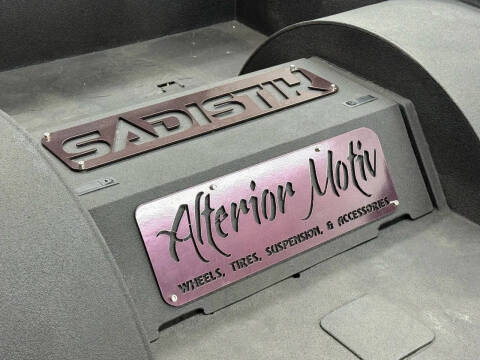 SADISTIK
Alterior Motiv
WHEELS, TIRES, SUSPENSION, & ACCESSORIES